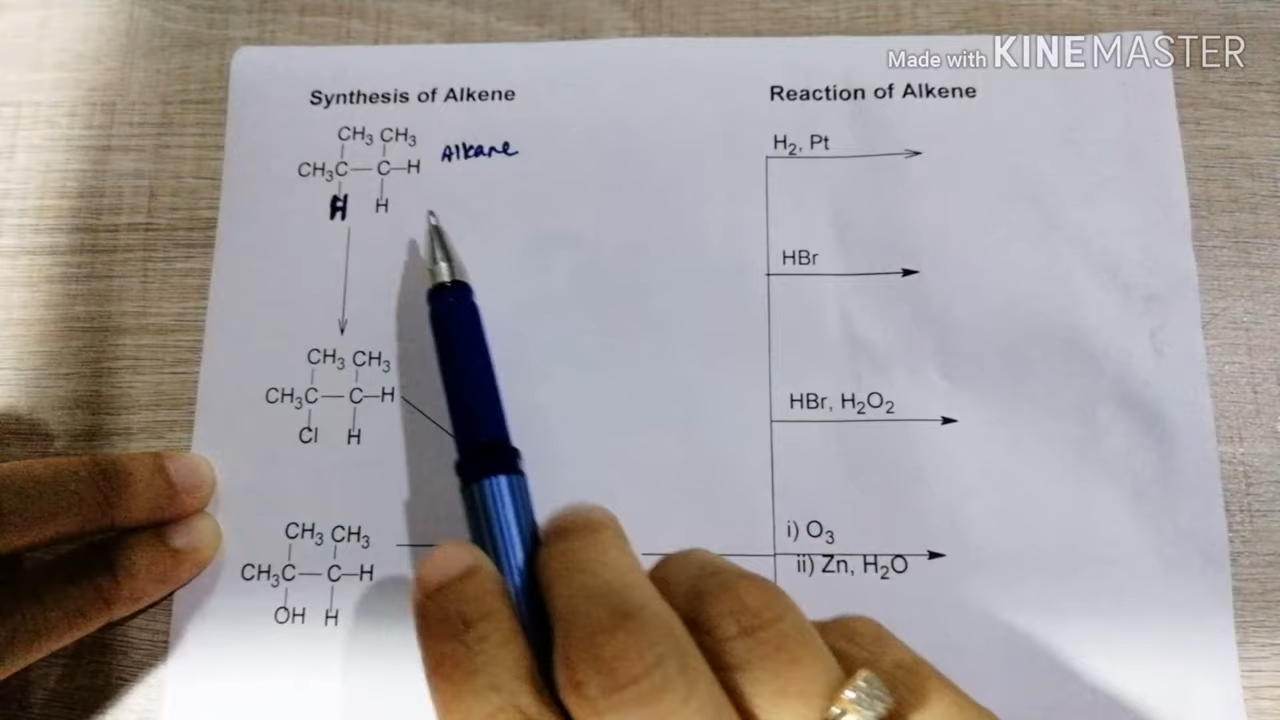 Made with KINEMASTER
Synthesis of Alkene
CH3 CH3
CH3C—C—H
H H
Alkane
CH3 CH3
CH3C—C—H
Cl H
CH3 CH3
CH3C—C—H
OH H
Reaction of Alkene
H2, Pt
HBr
HBr, H2O2
i) O3
ii) Zn, H2O